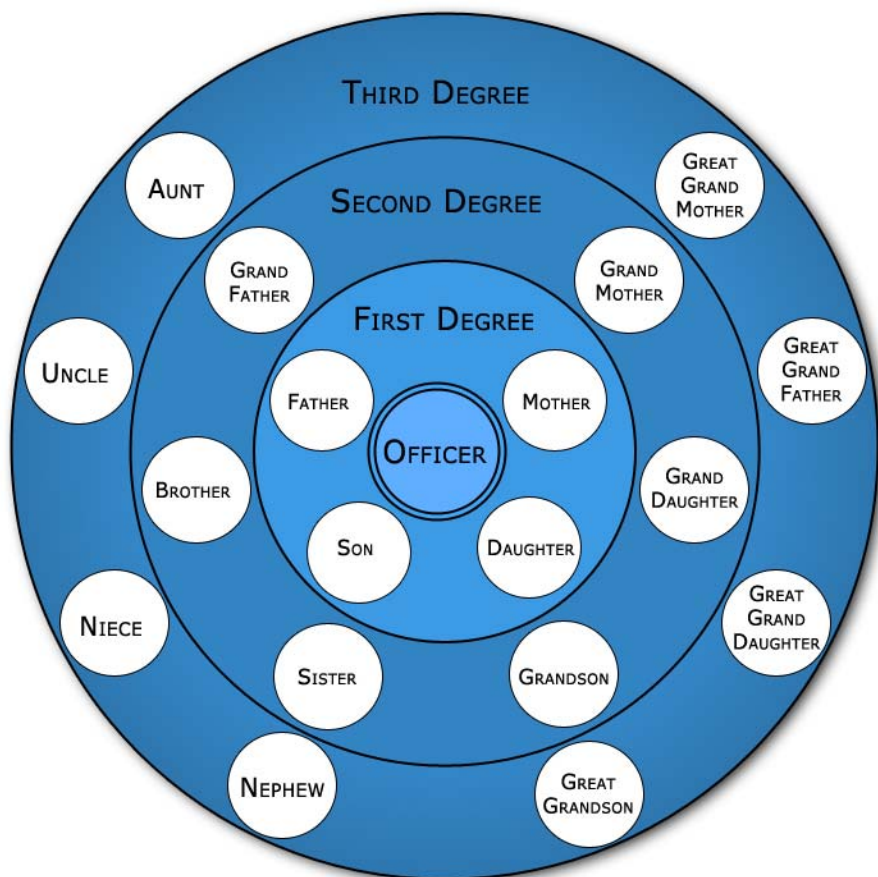 Third Degree
Aunt
Great
Grand
Mother
Second Degree
Grand
Father
Grand
Mother
First Degree
Uncle
Great
Grand
Father
Father
Mother
Officer
Brother
Grand
Daughter
Son
Daughter
Niece
Great
Grand
Daughter
Sister
Grandson
Nephew
Great
Grandson